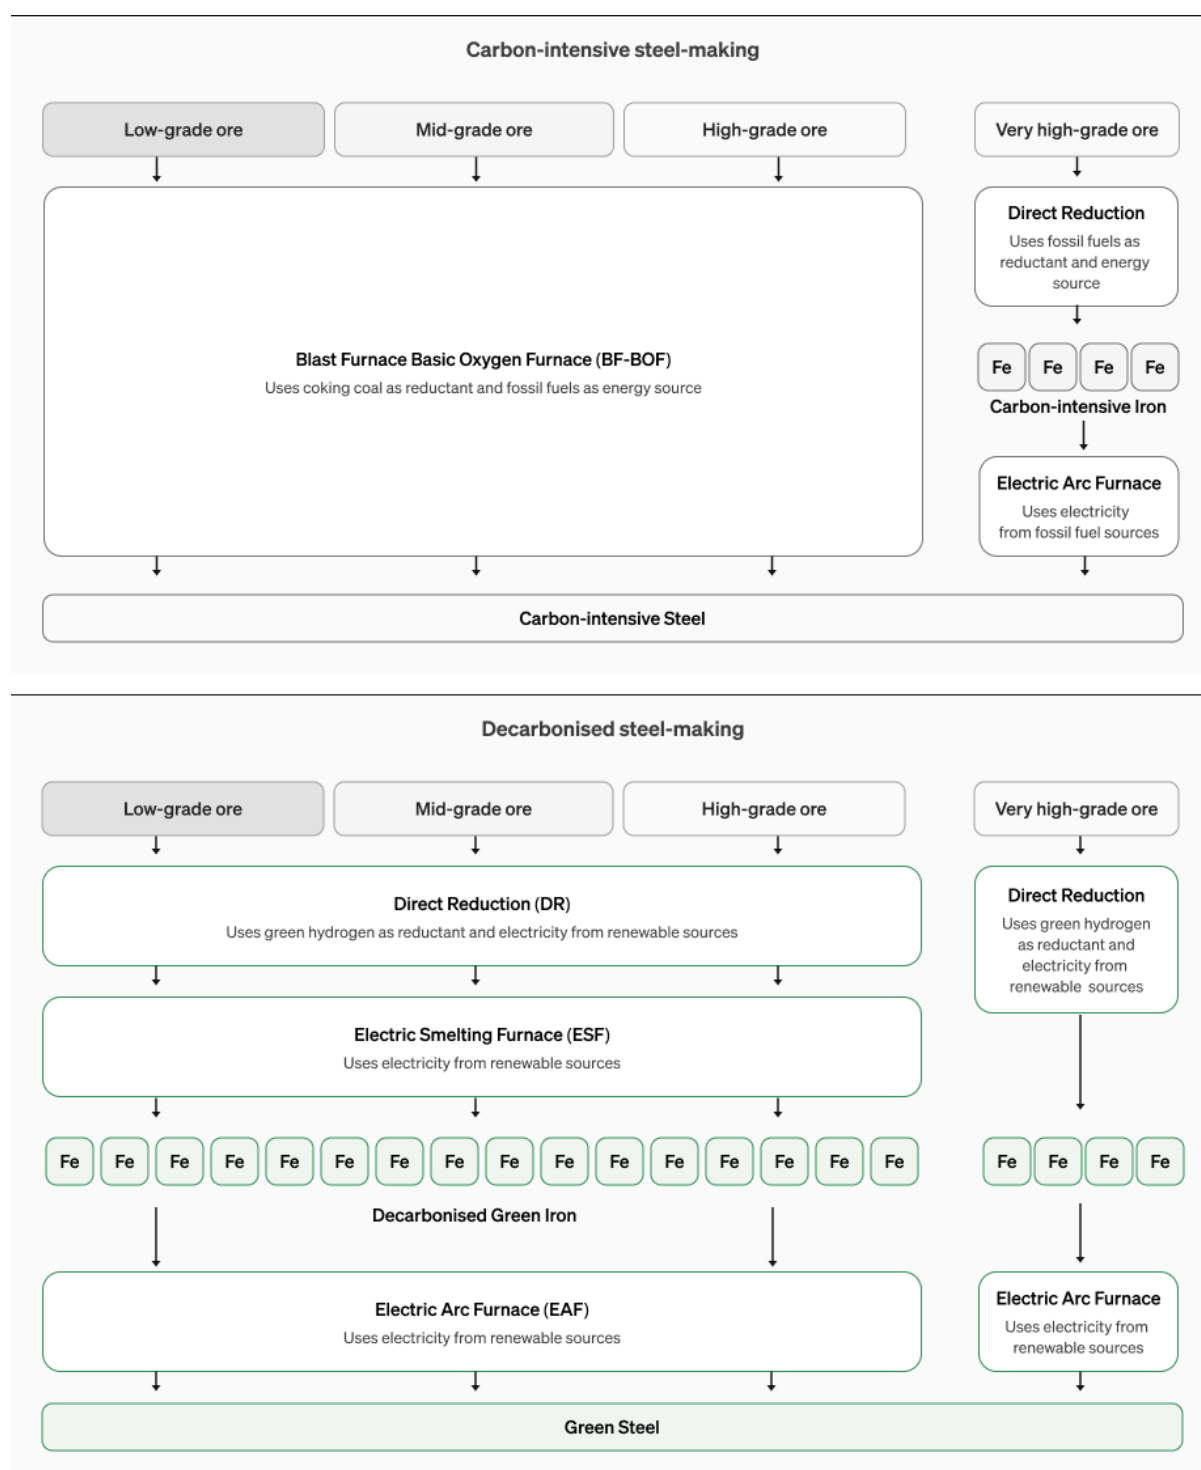 Carbon-intensive steel-making
Low-grade ore
Mid-grade ore
High-grade ore
Very high-grade ore
Blast Furnace Basic Oxygen Furnace (BF-BOF)
Uses coking coal as reductant and fossil fuels as energy source
Direct Reduction
Uses fossil fuels as
reductant and energy
source
Fe Fe Fe Fe
Carbon-intensive Iron
Electric Arc Furnace
Uses electricity
from fossil fuel sources
Carbon-intensive Steel
Decarbonised steel-making
Low-grade ore
Mid-grade ore
High-grade ore
Very high-grade ore
Direct Reduction (DR)
Uses green hydrogen as reductant and electricity from renewable sources
Electric Smelting Furnace (ESF)
Uses electricity from renewable sources
Fe Fe Fe Fe Fe Fe Fe Fe Fe Fe Fe Fe Fe Fe Fe Fe
Decarbonised Green Iron
Electric Arc Furnace (EAF)
Uses electricity from renewable sources
Direct Reduction
Uses green hydrogen
as reductant and
electricity from
renewable sources
Fe Fe Fe Fe
Electric Arc Furnace
Uses electricity from
renewable sources
Green Steel